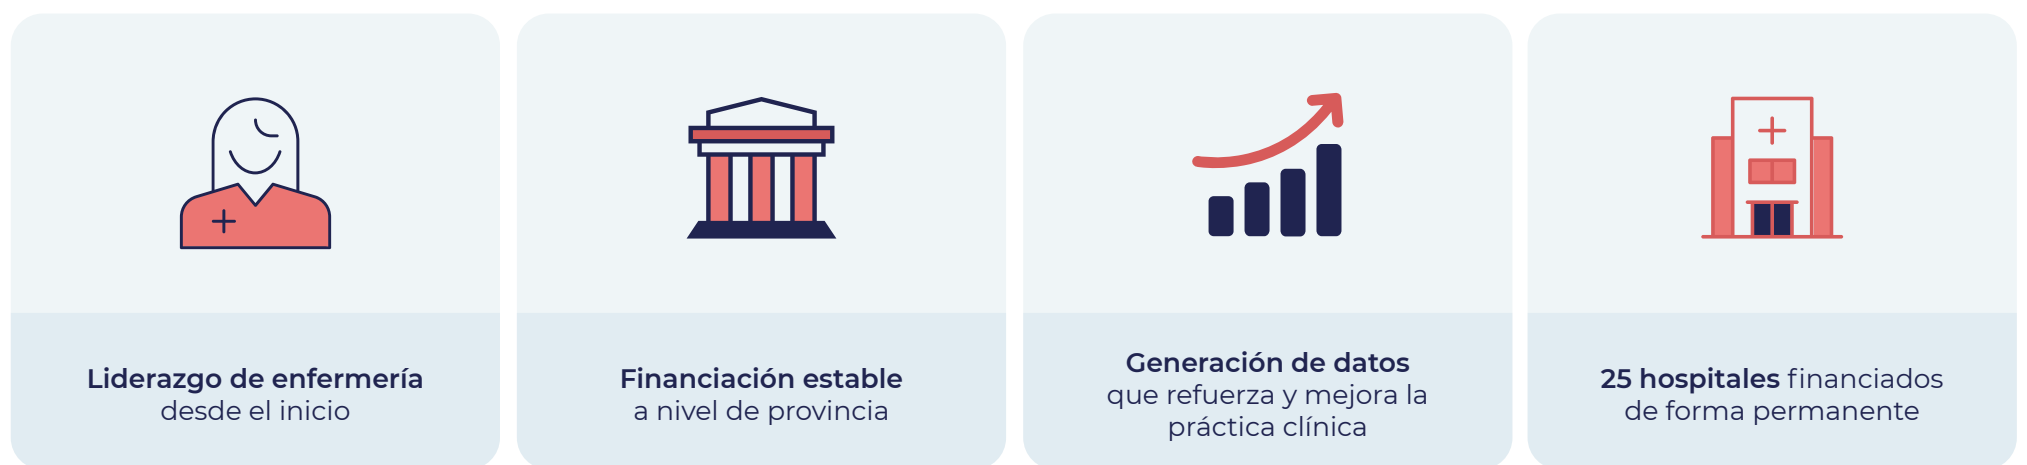 Liderazgo de enfermería
desde el inicio
Financiación estable
a nivel de provincia
Generación de datos
que refuerza y mejora la
práctica clínica
25 hospitales financiados
de forma permanente